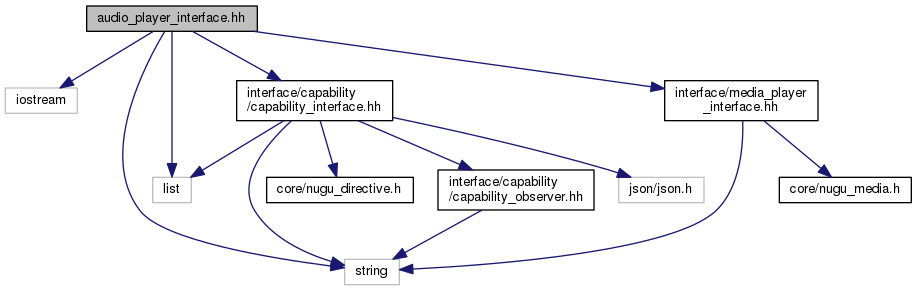 audio_player_interface.hh
iostream
interface/capability
/capability_interface.hh
interface/media_player
_interface.hh
list
core/nugu_directive.h
interface/capability
/capability_observer.hh
json/json.h
core/nugu_media.h
string